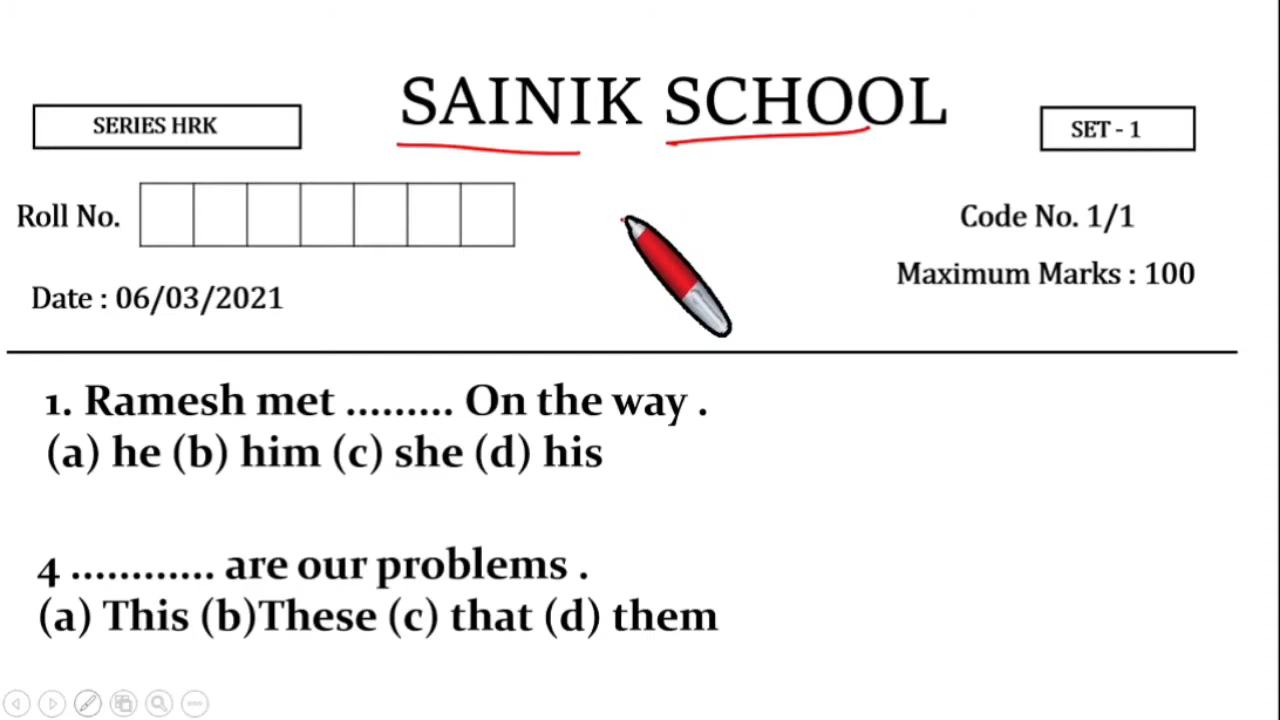 SAINIK SCHOOL
SERIES HRK
SET - 1
Roll No.
Code No. 1/1
Maximum Marks : 100
Date : 06/03/2021
1. Ramesh met ......... On the way .
(a) he (b) him (c) she (d) his
4 ............ are our problems .
(a) This (b)These (c) that (d) them